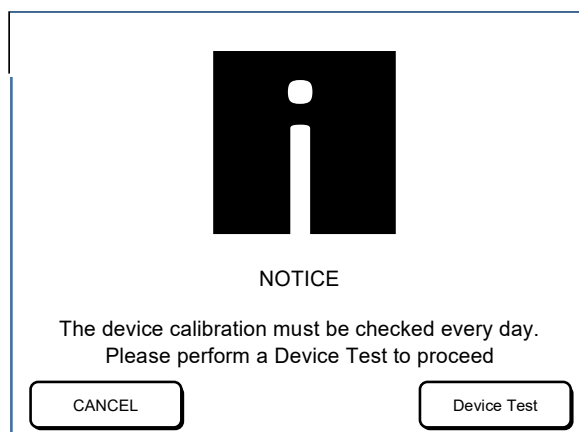 NOTICE
The device calibration must be checked every day.
Please perform a Device Test to proceed
CANCEL
Device Test